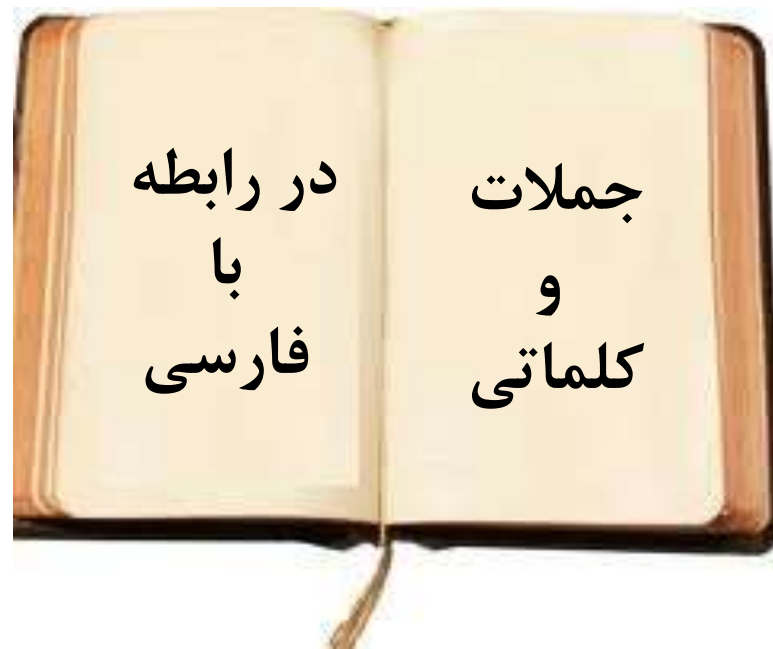 جملات
و
کلماتی
در رابطه
با
فارسی